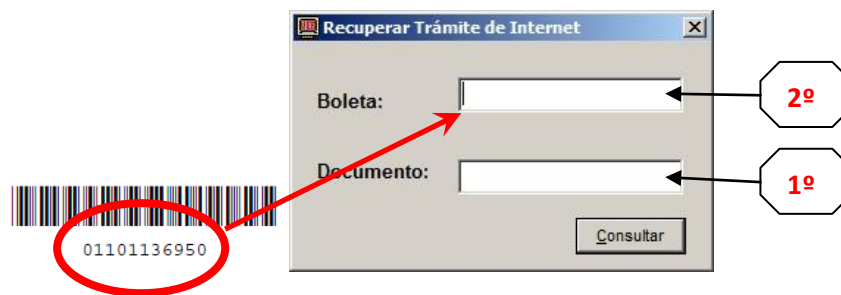 Recuperar Trámite de Internet
Boleta:
2º
Documento:
1º
Consultar
01101136950